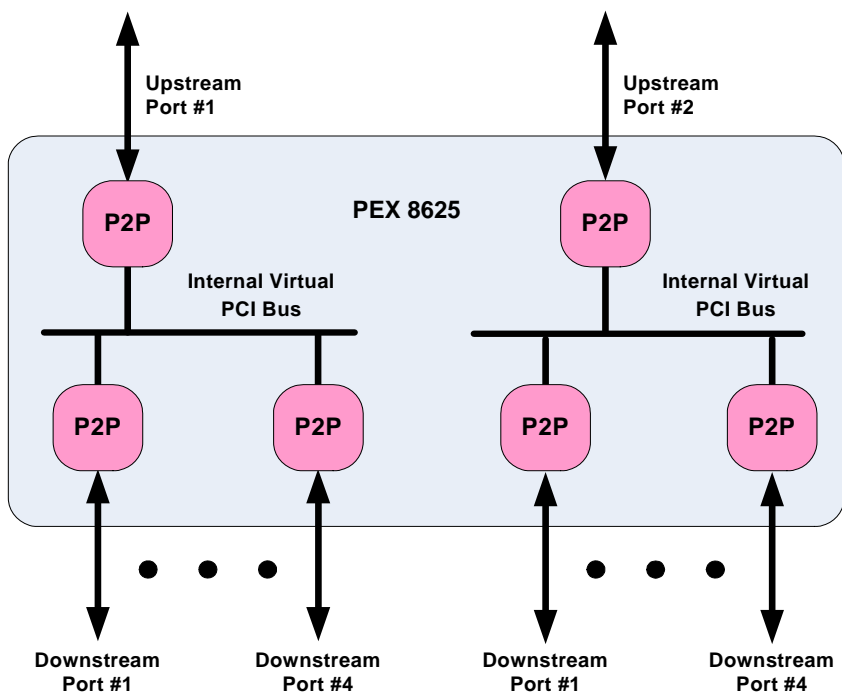 Upstream
Port #1
Upstream
Port #2
P2P
PEX 8625
P2P
Internal Virtual
PCI Bus
Internal Virtual
PCI Bus
P2P
P2P
P2P
P2P
Downstream
Port #1
Downstream
Port #4
Downstream
Port #1
Downstream
Port #4